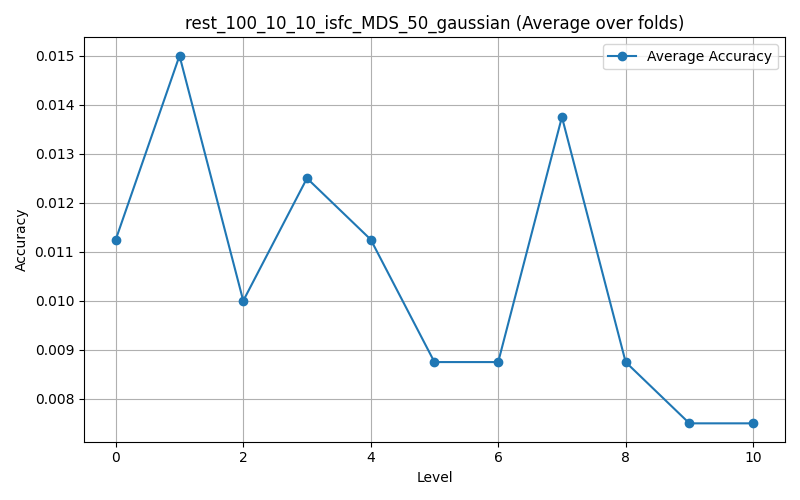 rest_100_10_10_isfc_MDS_50_gaussian (Average over folds)
Average Accuracy
0.015
0.014
0.013
0.012
0.011
0.010
0.009
0.008
Accuracy
0 2 4 6 8 10
Level